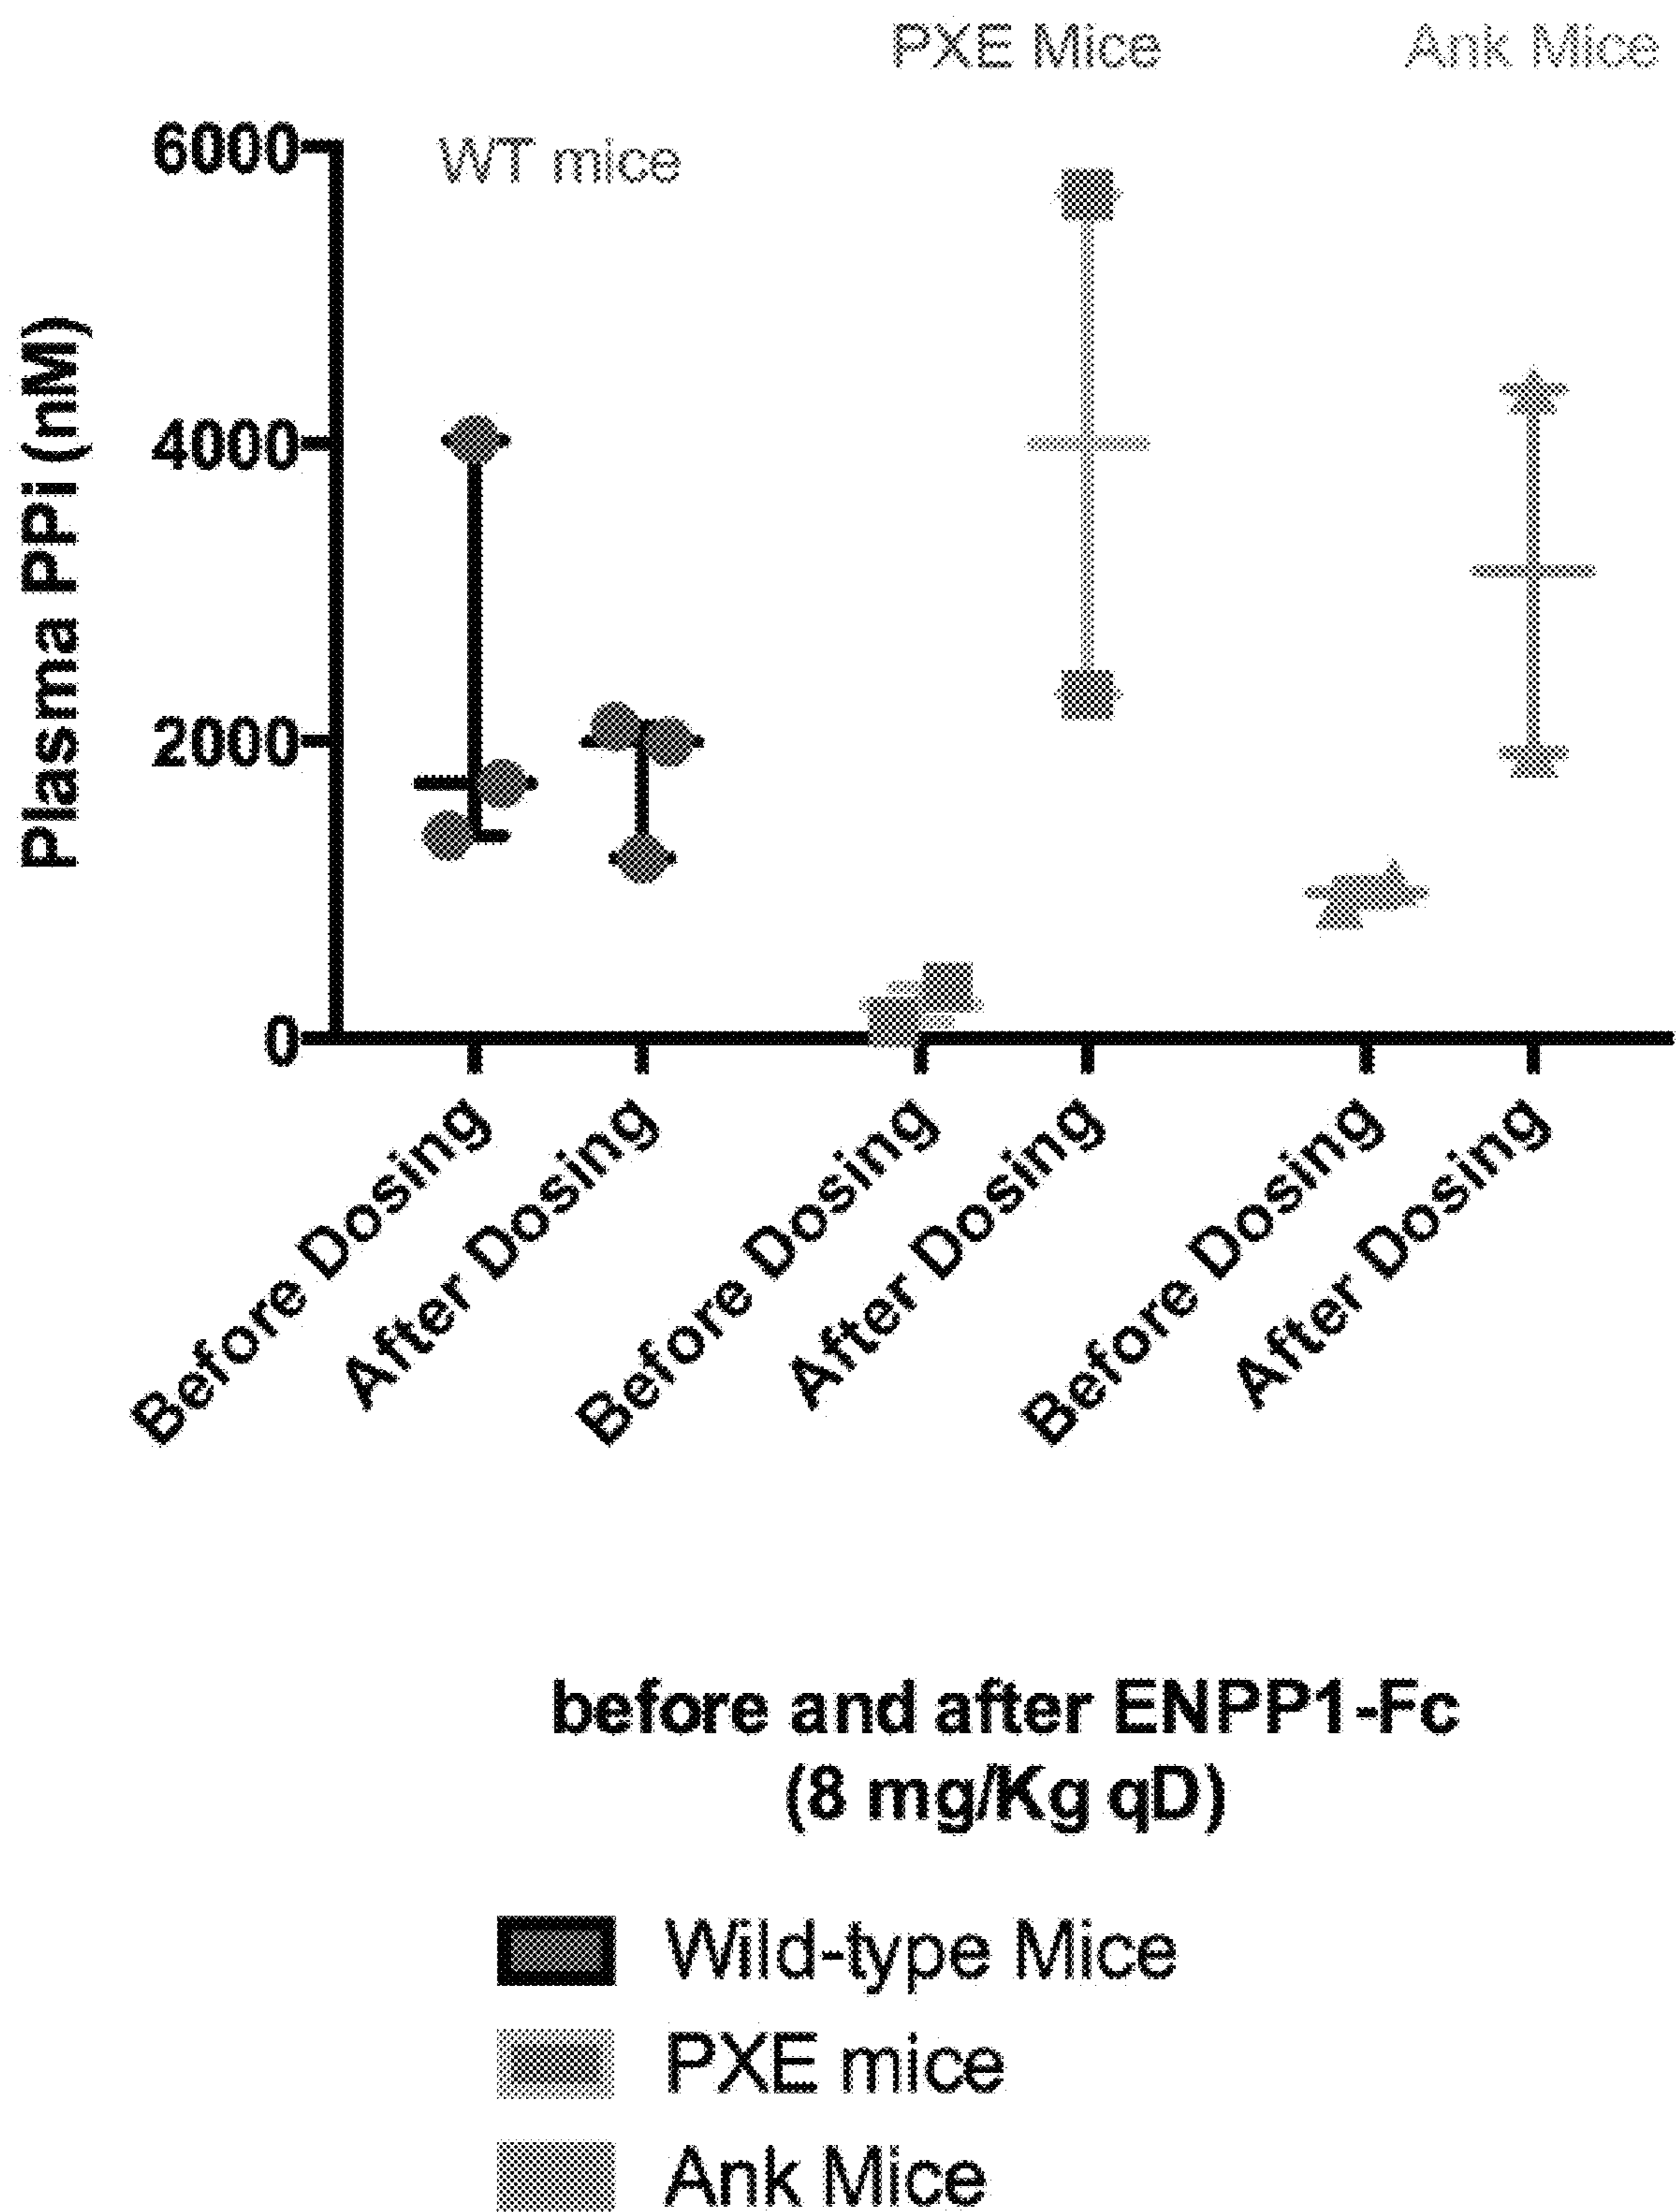 PXE Mice
Ank Mice
WT mice
Plasma PPi (nM)
6000
4000
2000
0
Before Dosing
After Dosing
Before Dosing
After Dosing
Before Dosing
After Dosing
before and after ENPP1-Fc
(8 mg/Kg qD)
Wild-type Mice
PXE mice
Ank Mice